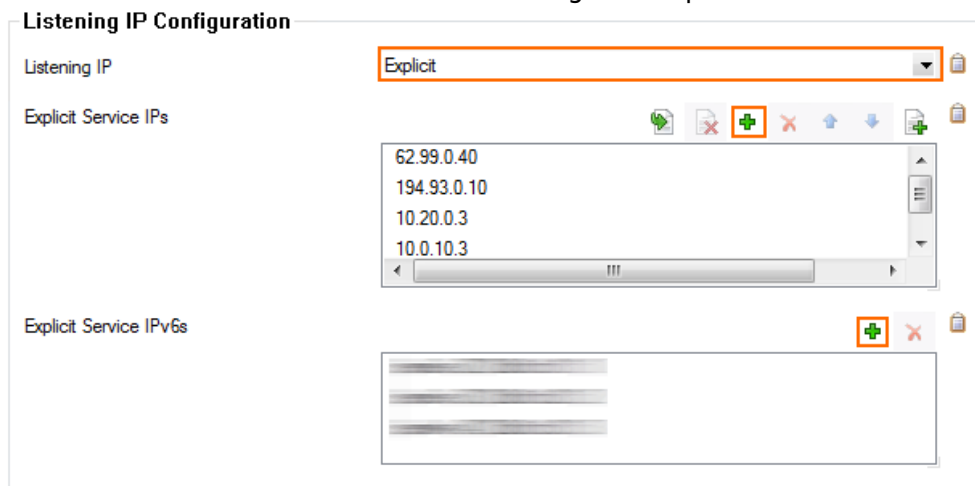 Listening IP Configuration
Listening IP Explicit
Explicit Service IPs
62.99.0.40
194.93.0.10
10.20.0.3
10.0.10.3
Explicit Service IPv6s